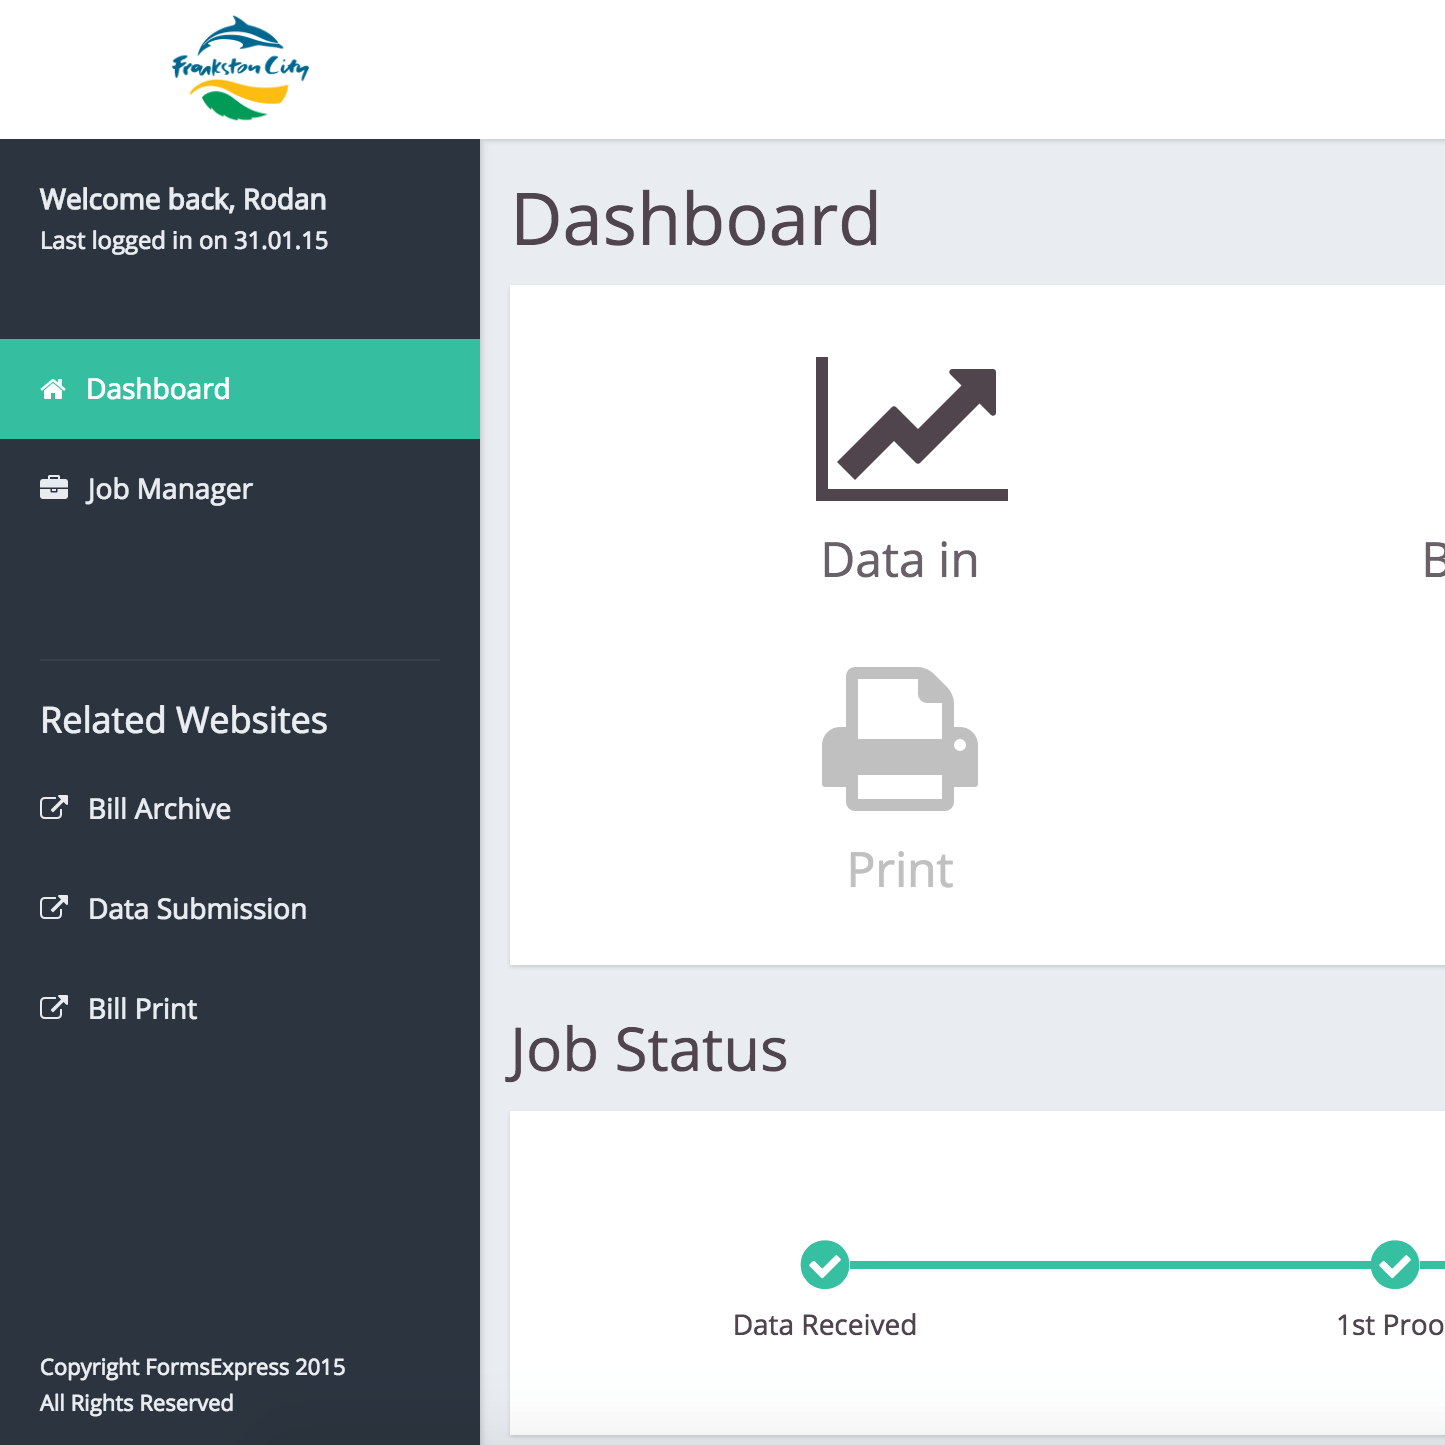 Frankston City
Welcome back, Rodan
Last logged in on 31.01.15
Dashboard
Job Manager
Related Websites
Bill Archive
Data Submission
Bill Print
Copyright FormsExpress 2015
All Rights Reserved
Dashboard
Data in
B
Print
Job Status
Data Received
1st Proo